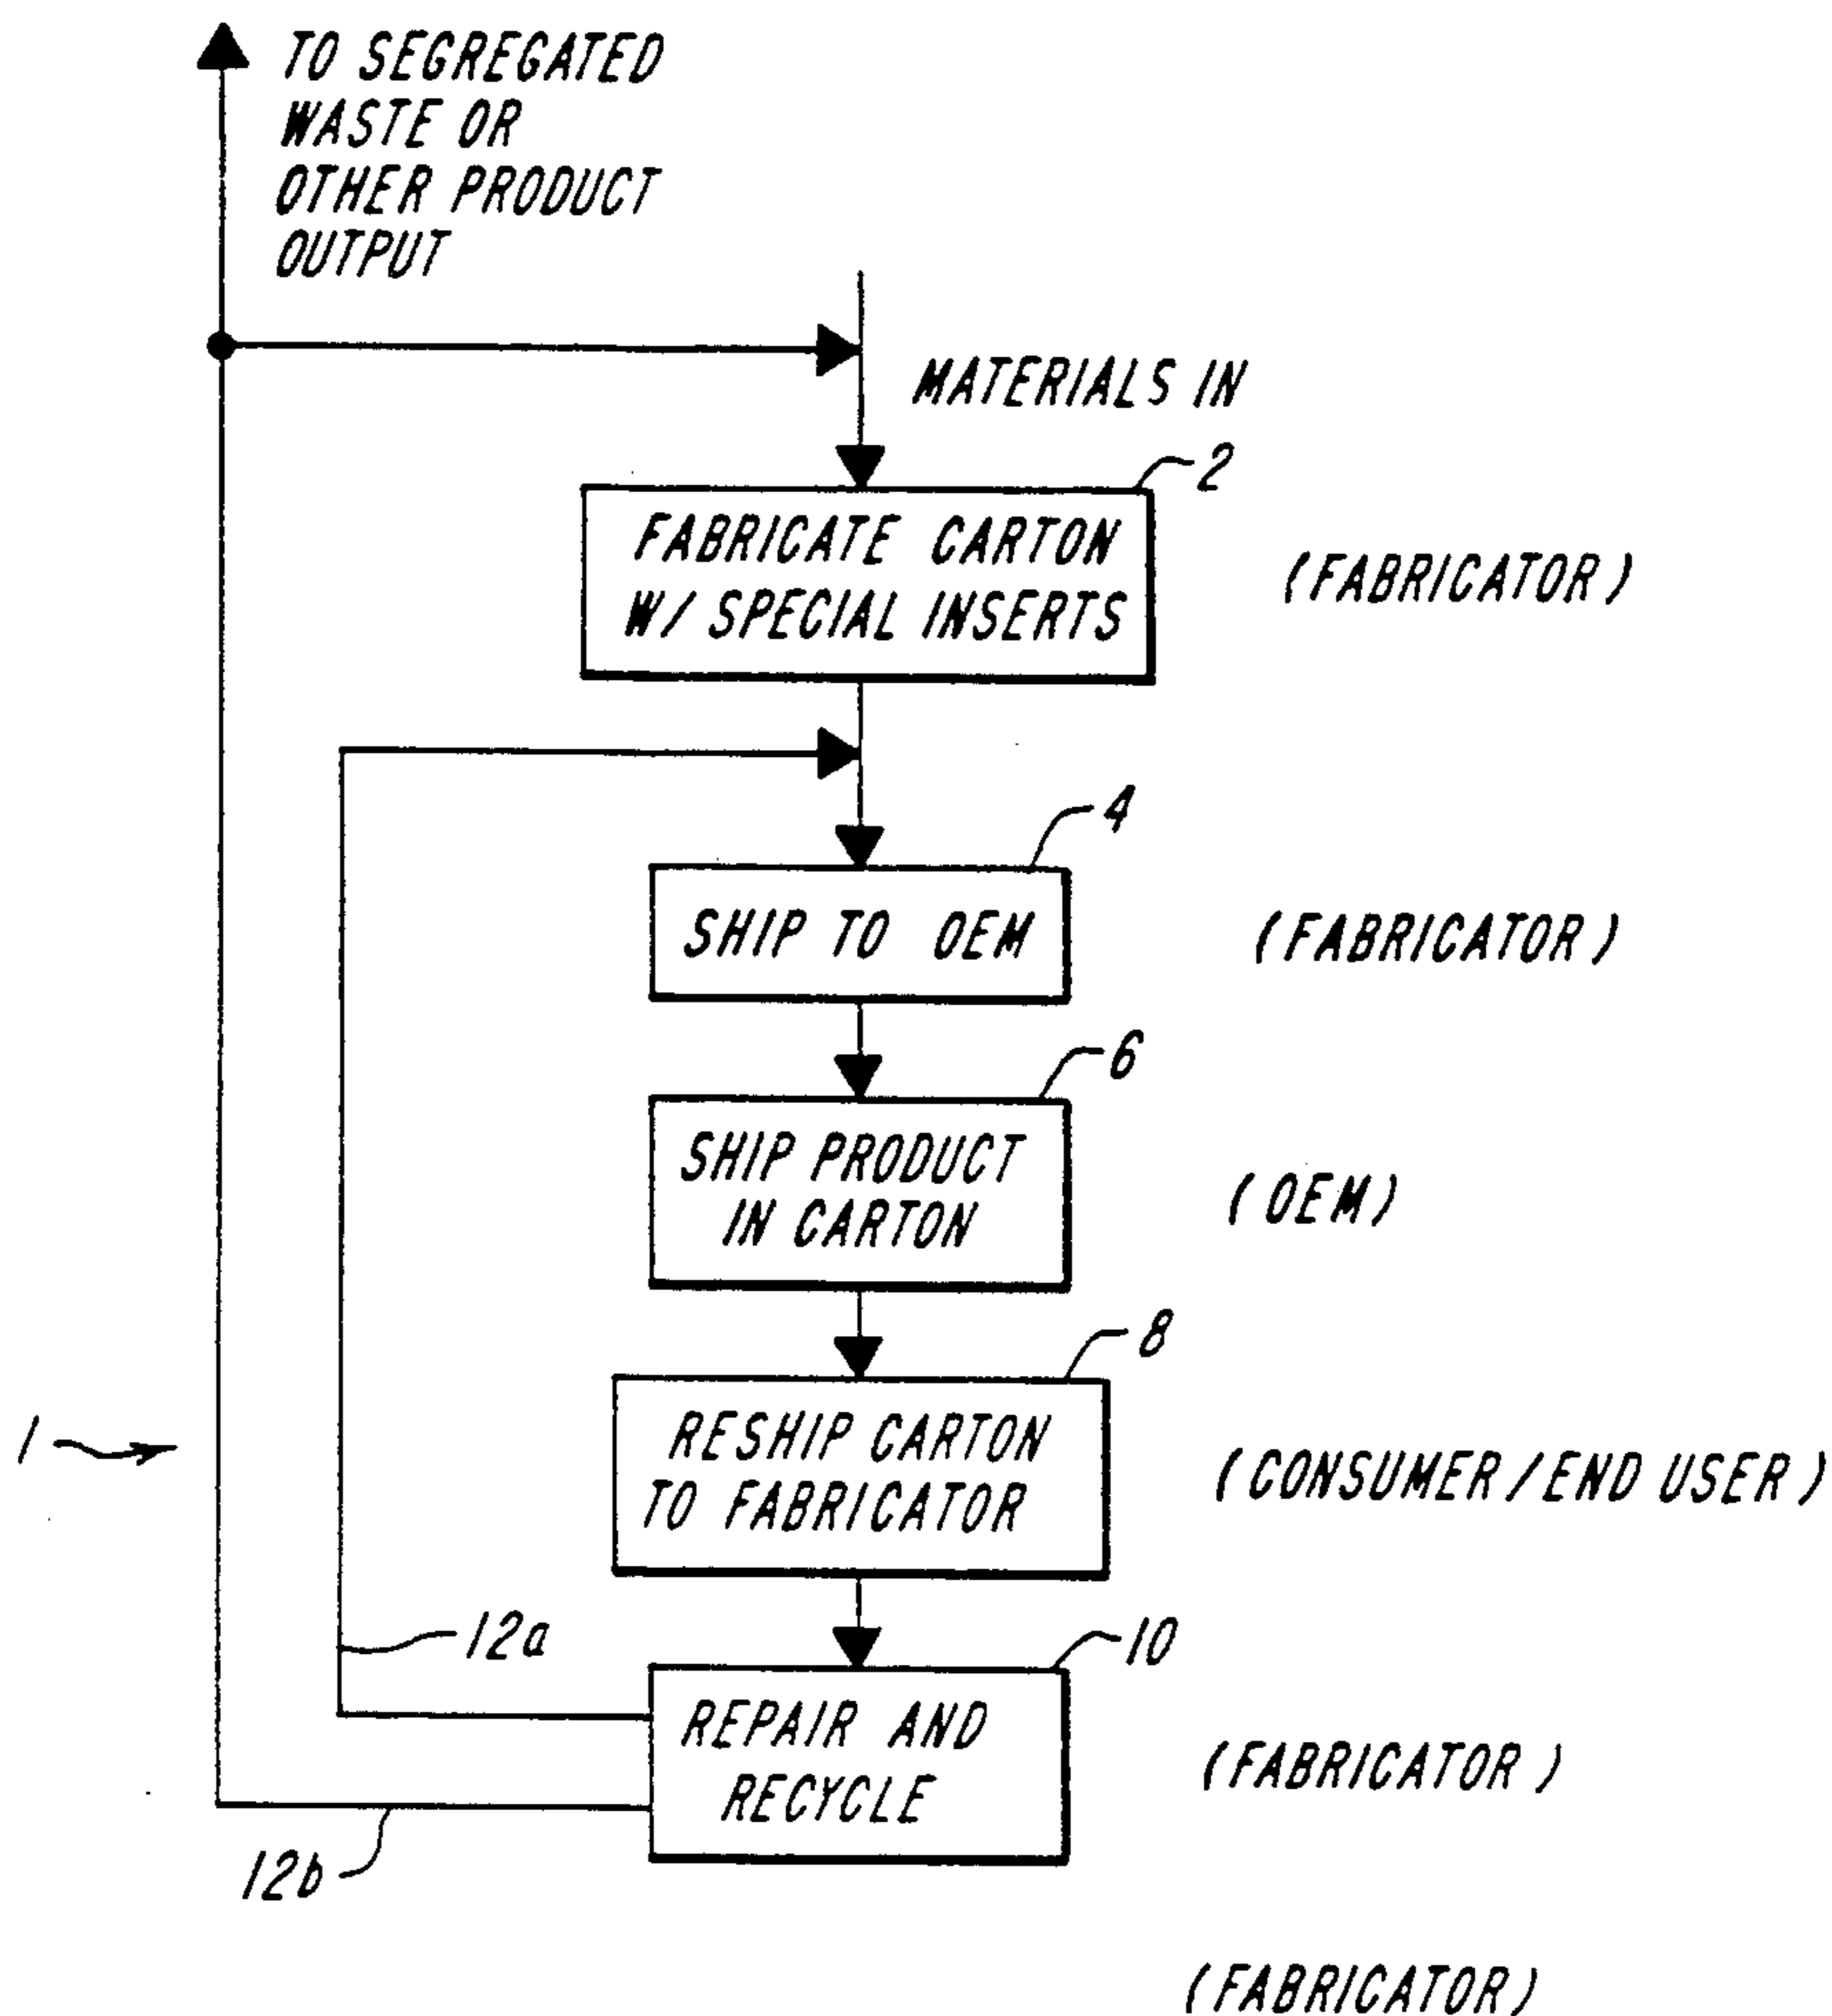 TO SEGREGATED
WASTE OR
OTHER PRODUCT
OUTPUT
MATERIALS IN
2
FABRICATE CARTON
W/ SPECIAL INSERTS
(FABRICATOR)
4
SHIP TO OEM
(FABRICATOR)
6
SHIP PRODUCT
IN CARTON
(OEM)
8
RESHIP CARTON
TO FABRICATOR
(CONSUMER/END USER)
1
12a
10
REPAIR AND
RECYCLE
(FABRICATOR)
12b
(FABRICATOR)